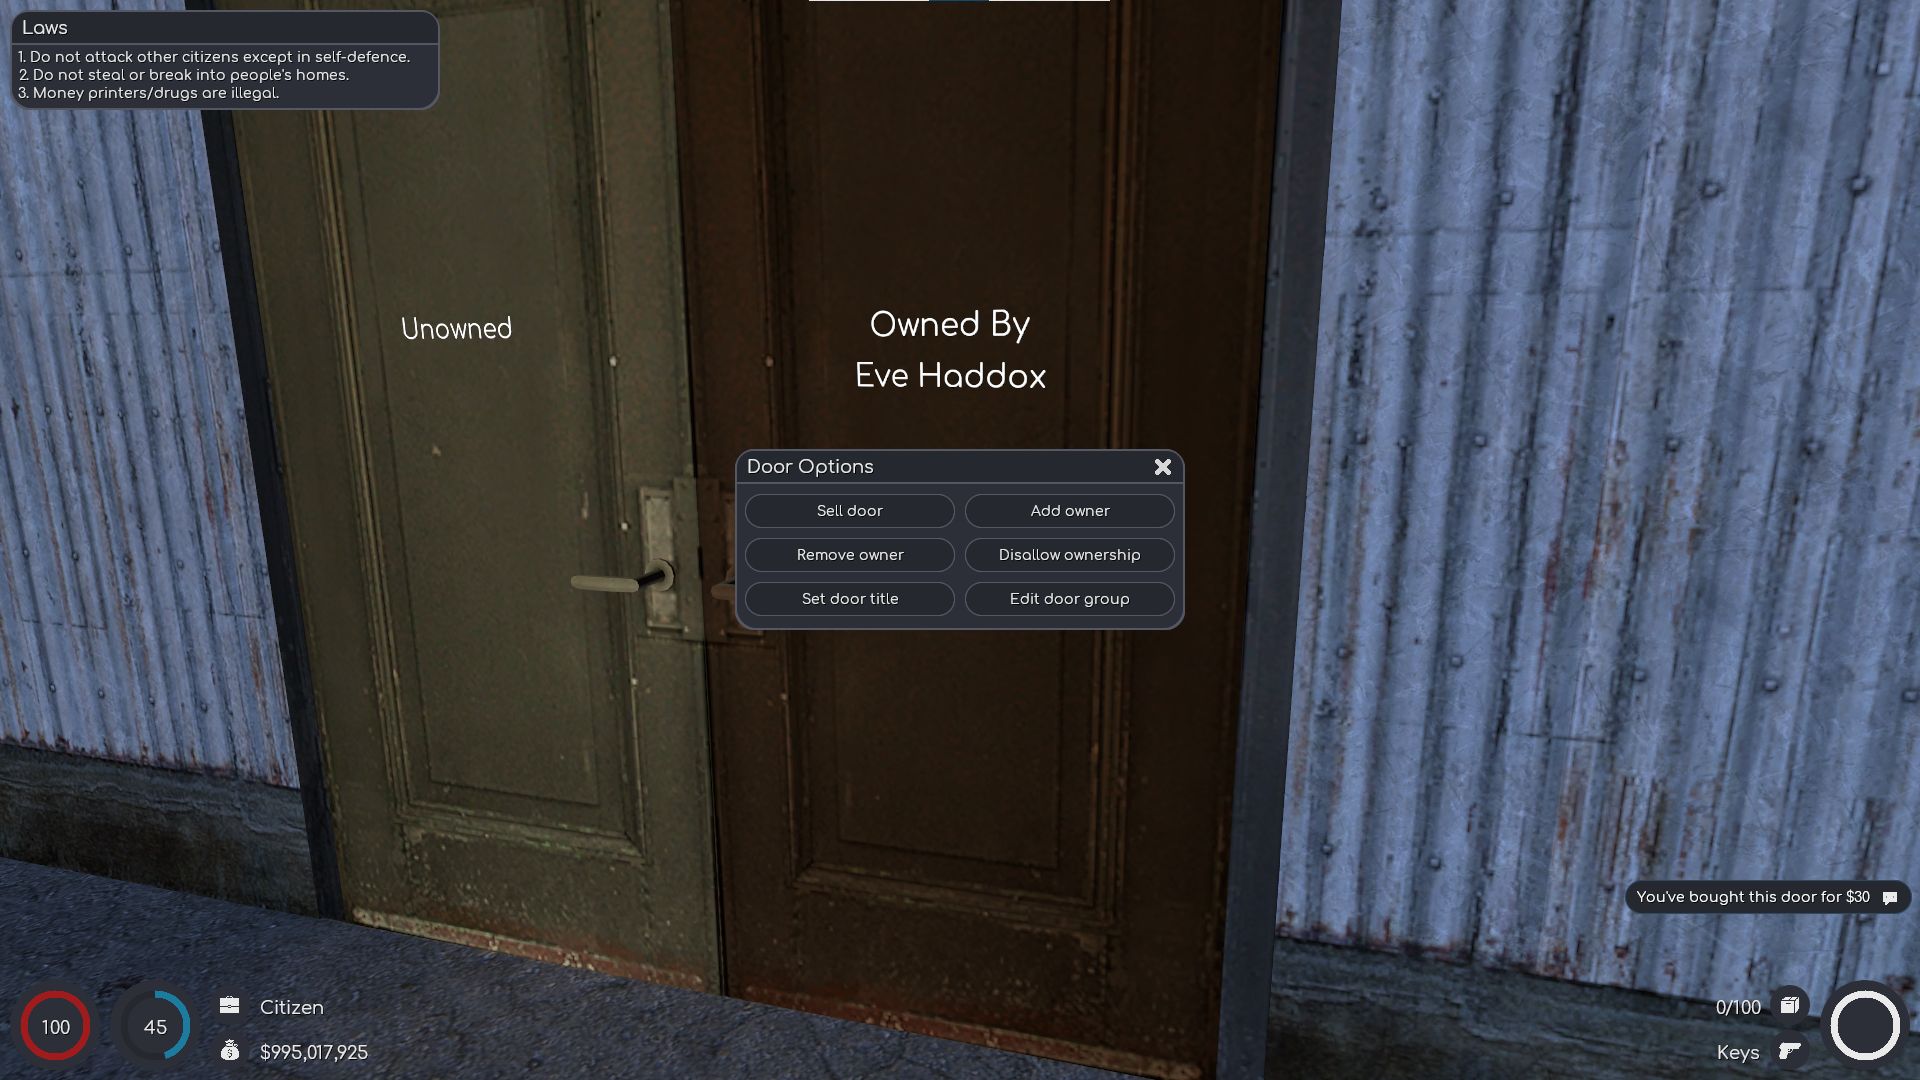 Laws
1. Do not attack other citizens except in self-defence.
2. Do not steal or break into people's homes.
3. Money printers/drugs are illegal.
Unowned
Owned By
Eve Haddox
Door Options
Sell door
Add owner
Remove owner
Disallow ownership
Set door title
Edit door group
You've bought this door for $30
100
45
Citizen
$995,017,925
0/100
Keys